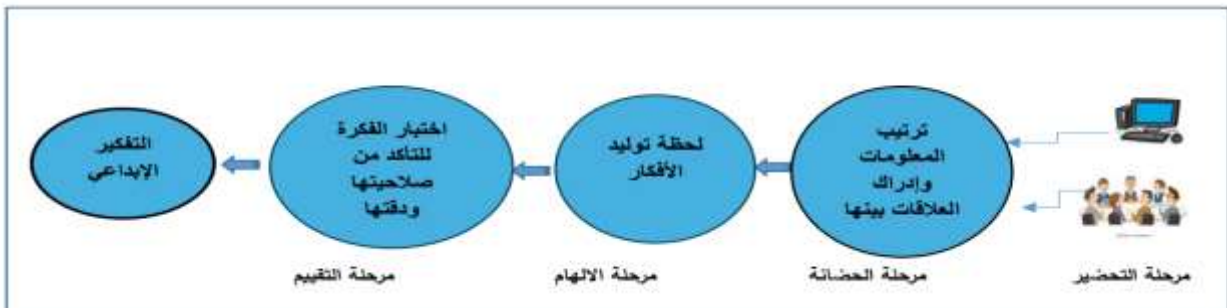 ترتيب
المعلومات
وإدراك
العلاقات بينها
لحظة توليد
الأفكار
اختبار الفكرة
للتأكد من
صلاحيتها
ودقتها
التفكير
الإبداعي
مرحلة التحضير
مرحلة الحضانة
مرحلة الالهام
مرحلة التقييم